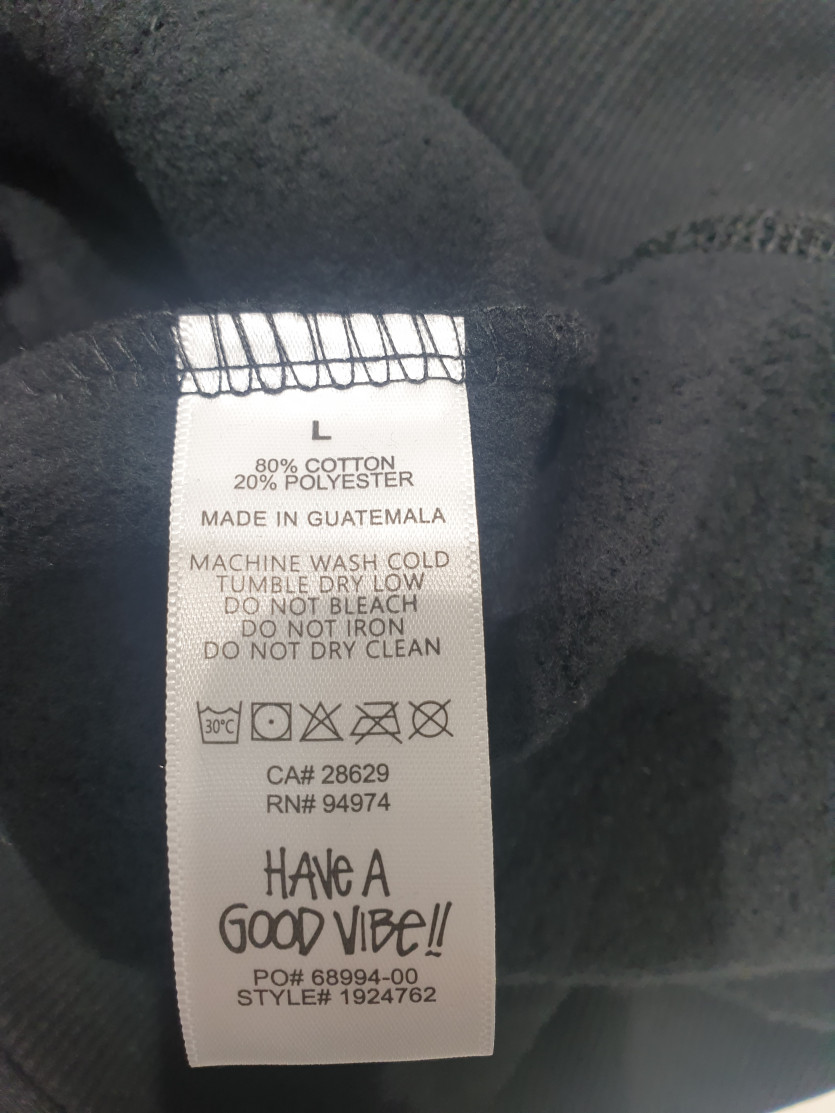 L
80% COTTON
20% POLYESTER
MADE IN GUATEMALA
MACHINE WASH COLD
TUMBLE DRY LOW
DO NOT BLEACH
DO NOT IRON
DO NOT DRY CLEAN
30°C
CA# 28629
RN# 94974
HAVe A
GOOD VIBe!!
PO# 68994-00
STYLE# 1924762